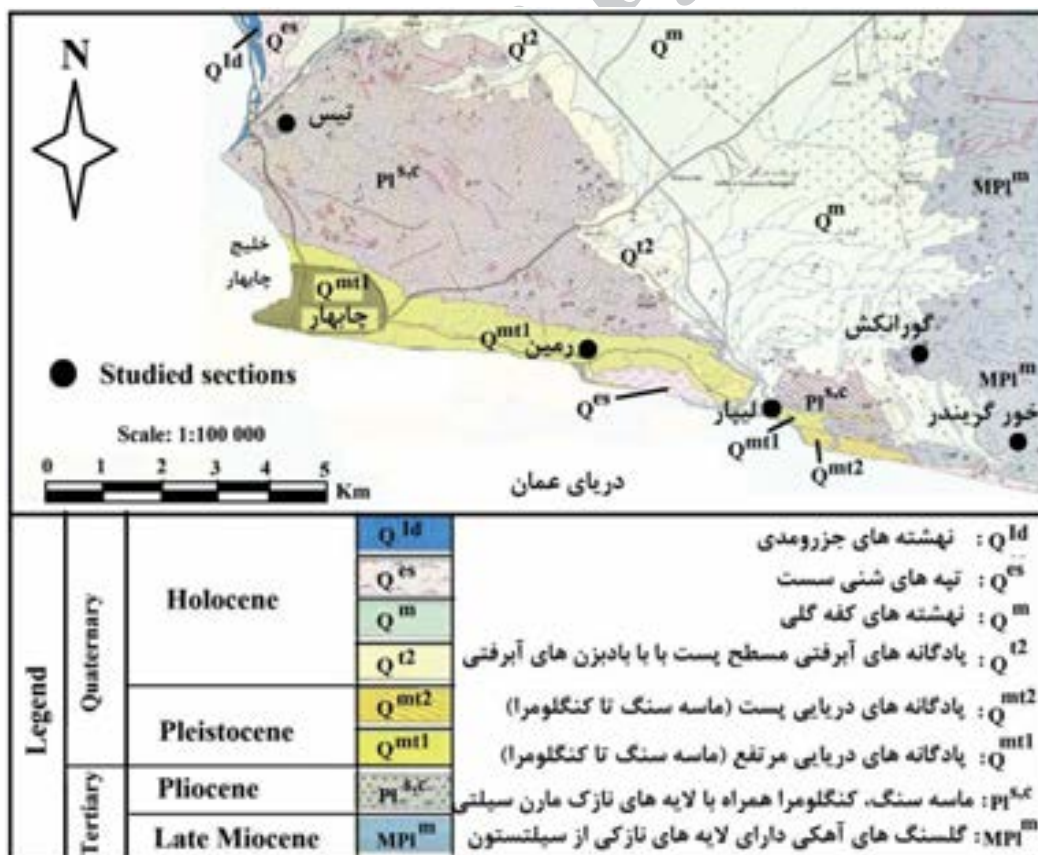 Q^es
Q^t2
Q^m
Q^Id
N
تیس
Pl^s,c
MPl^m
Q^m
Q^t2
خلیج
چابهار
Q^mt1
چابهار
Q^mt1
رمین
گورانکش
MPl^m
Studied sections
Q^es
لیپار
Pl^s,c
خور گریندر
Q^mt1
Q^mt2
Scale: 1:100 000
0 1 2 3 4 5
Km
دریای عمان
Legend
Quaternary
Tertiary
Holocene
Pleistocene
Pliocene
Late Miocene
Q^Id
Q^es
Q^m
Q^t2
Q^mt2
Q^mt1
Pl^s,c
MPl^m
Q^Id : نهشته های جزرومدی
Q^es : تپه های شنی سست
Q^m : نهشته های کفه گلی
Q^t2 : پادگانه های آبرفتی مسطح پست با با بادبزن های آبرفتی
Q^mt2 : پادگانه های دریایی پست (ماسه سنگ تا کنگلومرا)
Q^mt1 : پادگانه های دریایی مرتفع (ماسه سنگ تا کنگلومرا)
Pl^s,c : ماسه سنگ، کنگلومرا همراه با لایه های نازک مارن سیلتی
MPl^m : گلسنگ های آهکی دارای لایه های نازکی از سیلتستون